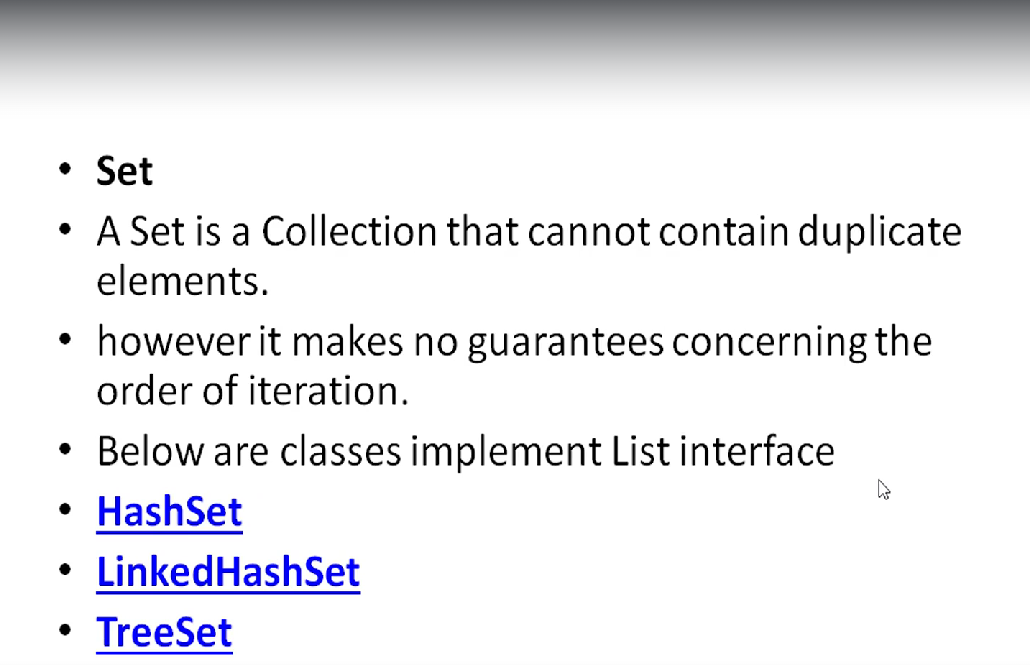 • Set
• A Set is a Collection that cannot contain duplicate
elements.
• however it makes no guarantees concerning the
order of iteration.
• Below are classes implement List interface
• HashSet
• LinkedHashSet
• TreeSet